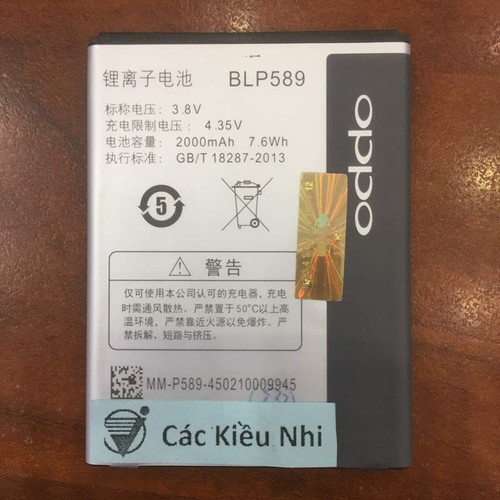 锂离子电池 BLP589
标称电压: 3.8V
充电限制电压: 4.35V
电池容量: 2000mAh 7.6Wh
执行标准: GB/T 18287-2013
5
oppo
警告
仅可使用本公司认可的充电器，充电
时需通风散热。严禁置于50°C以上高
温环境、严禁靠近火源以免爆炸。严
禁拆解、短路与挤压。
MM-P589-450210009945
Các Kiều Nhi